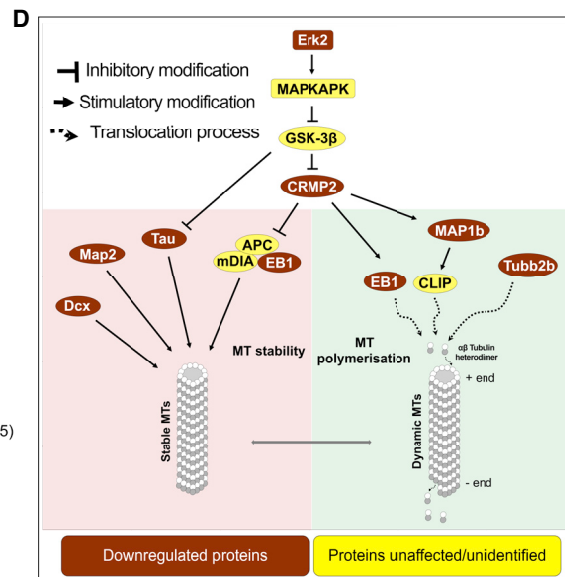 D
Erk2
Inhibitory modification
MAPKAPK
Stimulatory modification
Translocation process
GSK-3β
CRMP2
Tau
APC
MAP1b
Map2
mDIA
EB1
Tubb2b
EB1
CLIP
Dcx
MT stability
MT
polymerisation
αβ Tubulin
heterodiner
+ end
Stable MTs
Dynamic MTs
- end
5)
Downregulated proteins
Proteins unaffected/unidentified